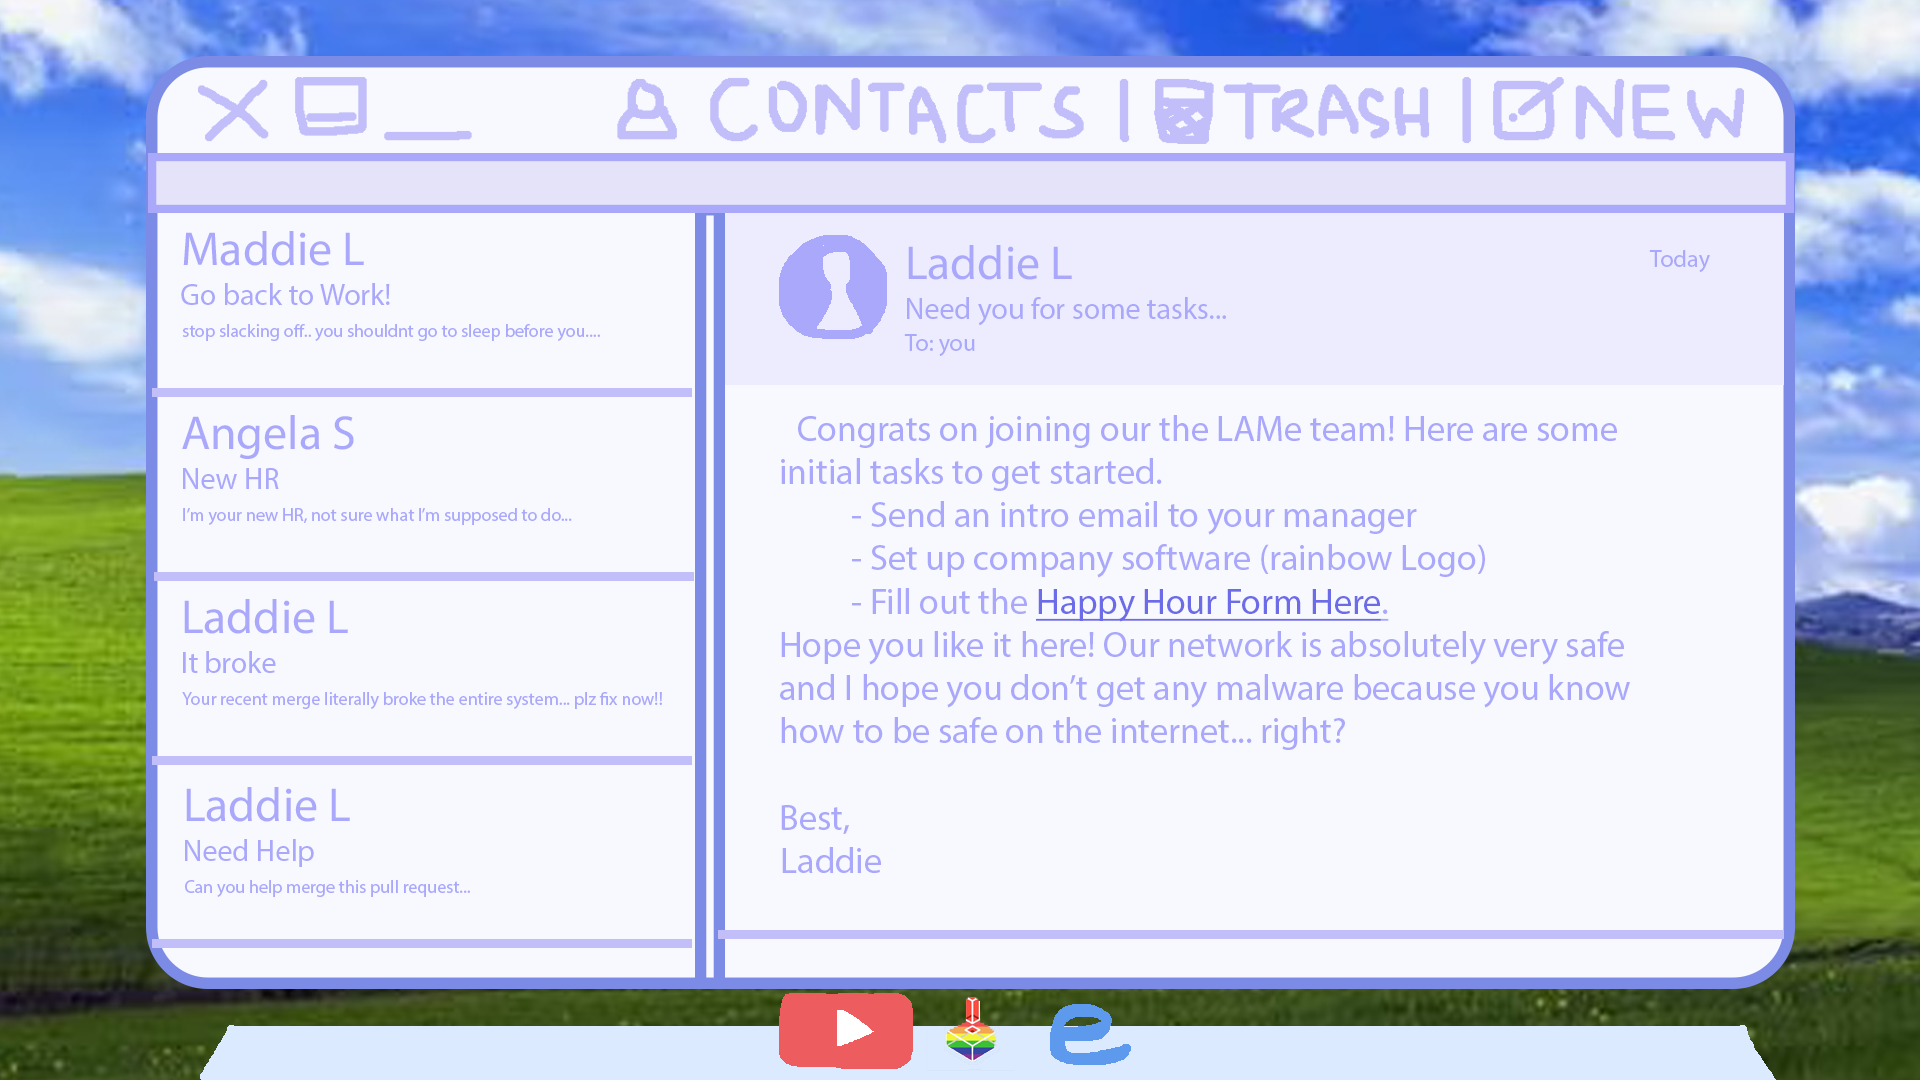 CONTACTS | TRASH | NEW
Maddie L
Go back to Work!
stop slacking off.. you shouldnt go to sleep before you....
Angela S
New HR
I'm your new HR, not sure what I'm supposed to do...
Laddie L
It broke
Your recent merge literally broke the entire system... plz fix now!!
Laddie L
Need Help
Can you help merge this pull request...
Laddie L
Today
Need you for some tasks...
To: you
Congrats on joining our the LAMe team! Here are some
initial tasks to get started.
- Send an intro email to your manager
- Set up company software (rainbow Logo)
- Fill out the Happy Hour Form Here.
Hope you like it here! Our network is absolutely very safe
and I hope you don't get any malware because you know
how to be safe on the internet... right?
Best,
Laddie